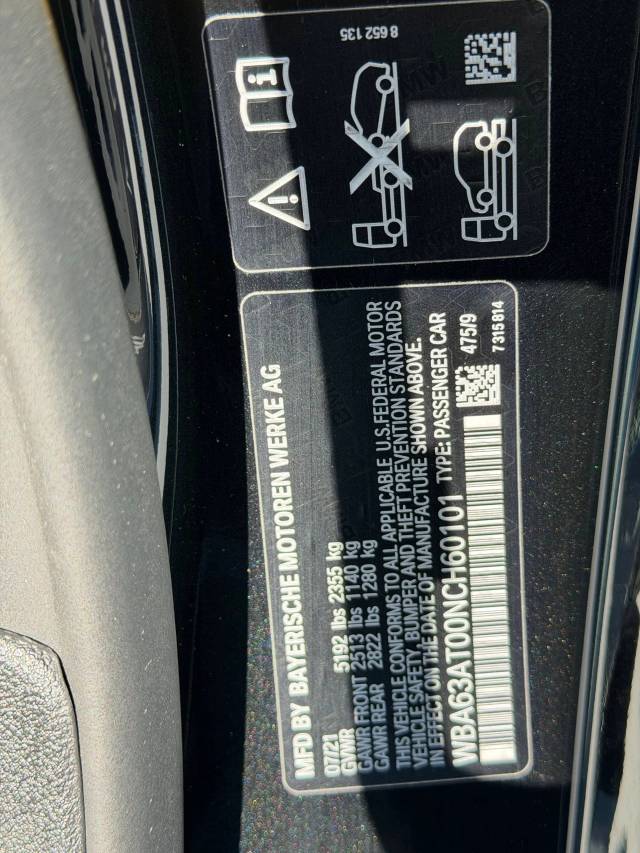 MFD BY BAYERISCHE MOTOREN WERKE AG
07/21
GVWR 5192 lbs 2355 kg
GAWR FRONT 2513 lbs 1140 kg
GAWR REAR 2822 lbs 1280 kg
THIS VEHICLE CONFORMS TO ALL APPLICABLE U.S.FEDERAL MOTOR
VEHICLE SAFETY, BUMPER AND THEFT PREVENTION STANDARDS
IN EFFECT ON THE DATE OF MANUFACTURE SHOWN ABOVE.
WBA63AT00NCH60101 TYPE: PASSENGER CAR
475/9
7315814
8 652 135